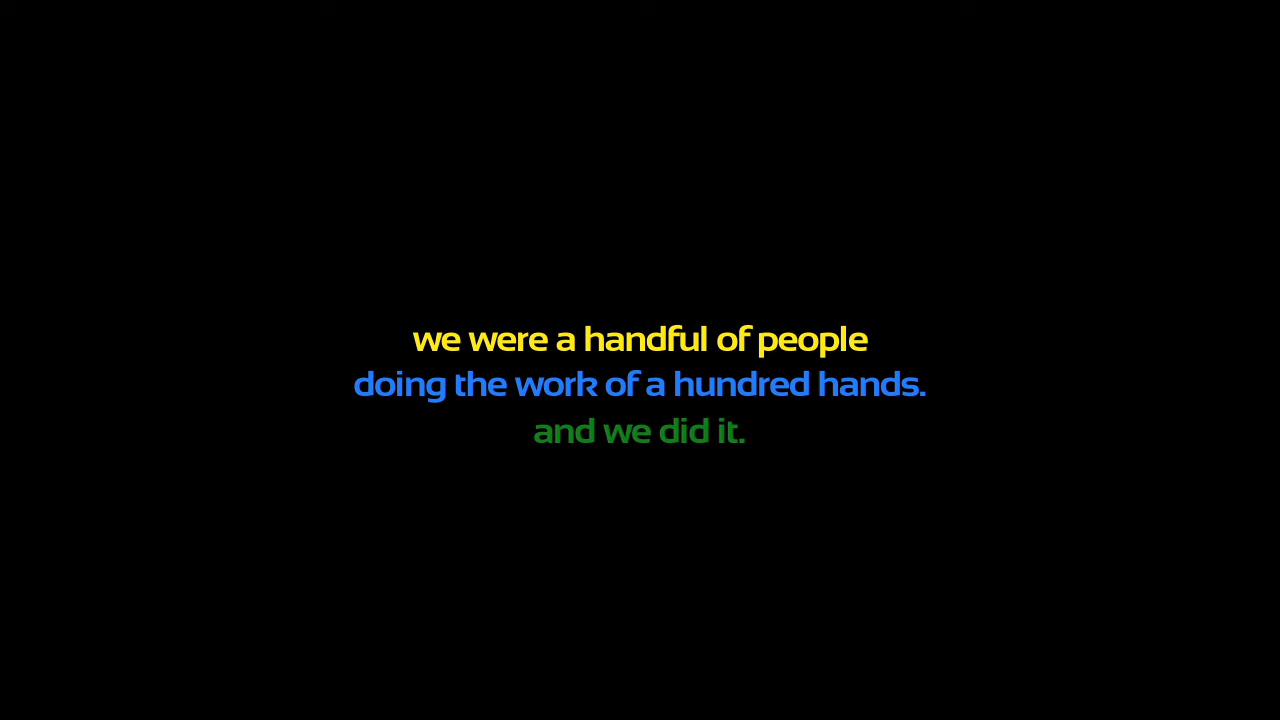 we were a handful of people
doing the work of a hundred hands.
and we did it.